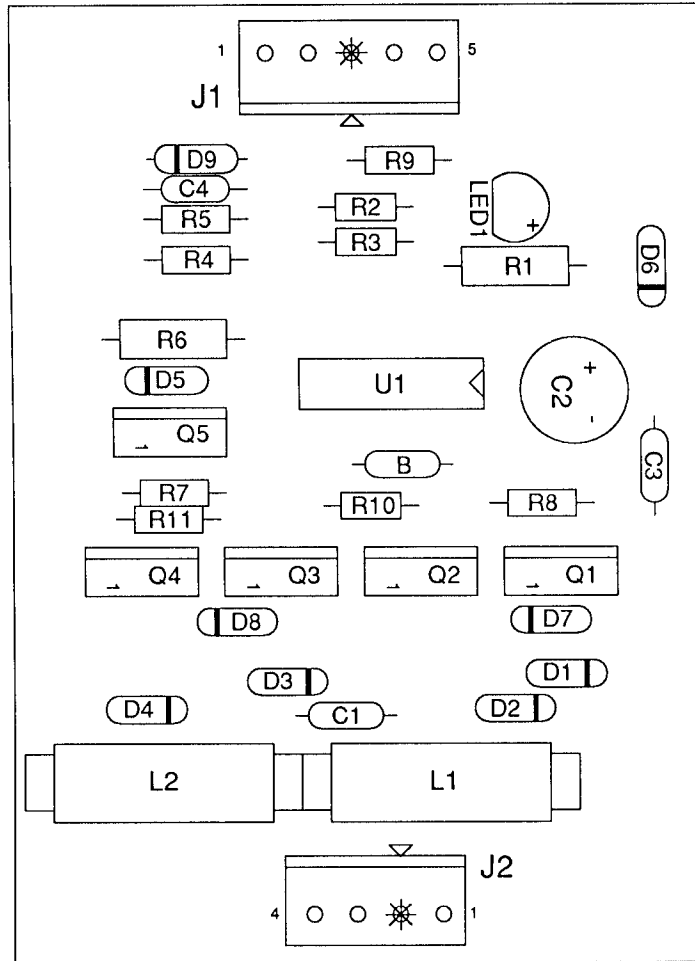 1 5
J1
D9 R9
C4
LED1
R2
R5
R3
R4 R1 D6
R6
D5 U1 + C2 -
Q5
B C3
R7
R10 R8
R11
Q4 Q3 Q2 Q1
D8 D7
D3 D1
D4 C1 D2
L2 L1
J2
4 1
+